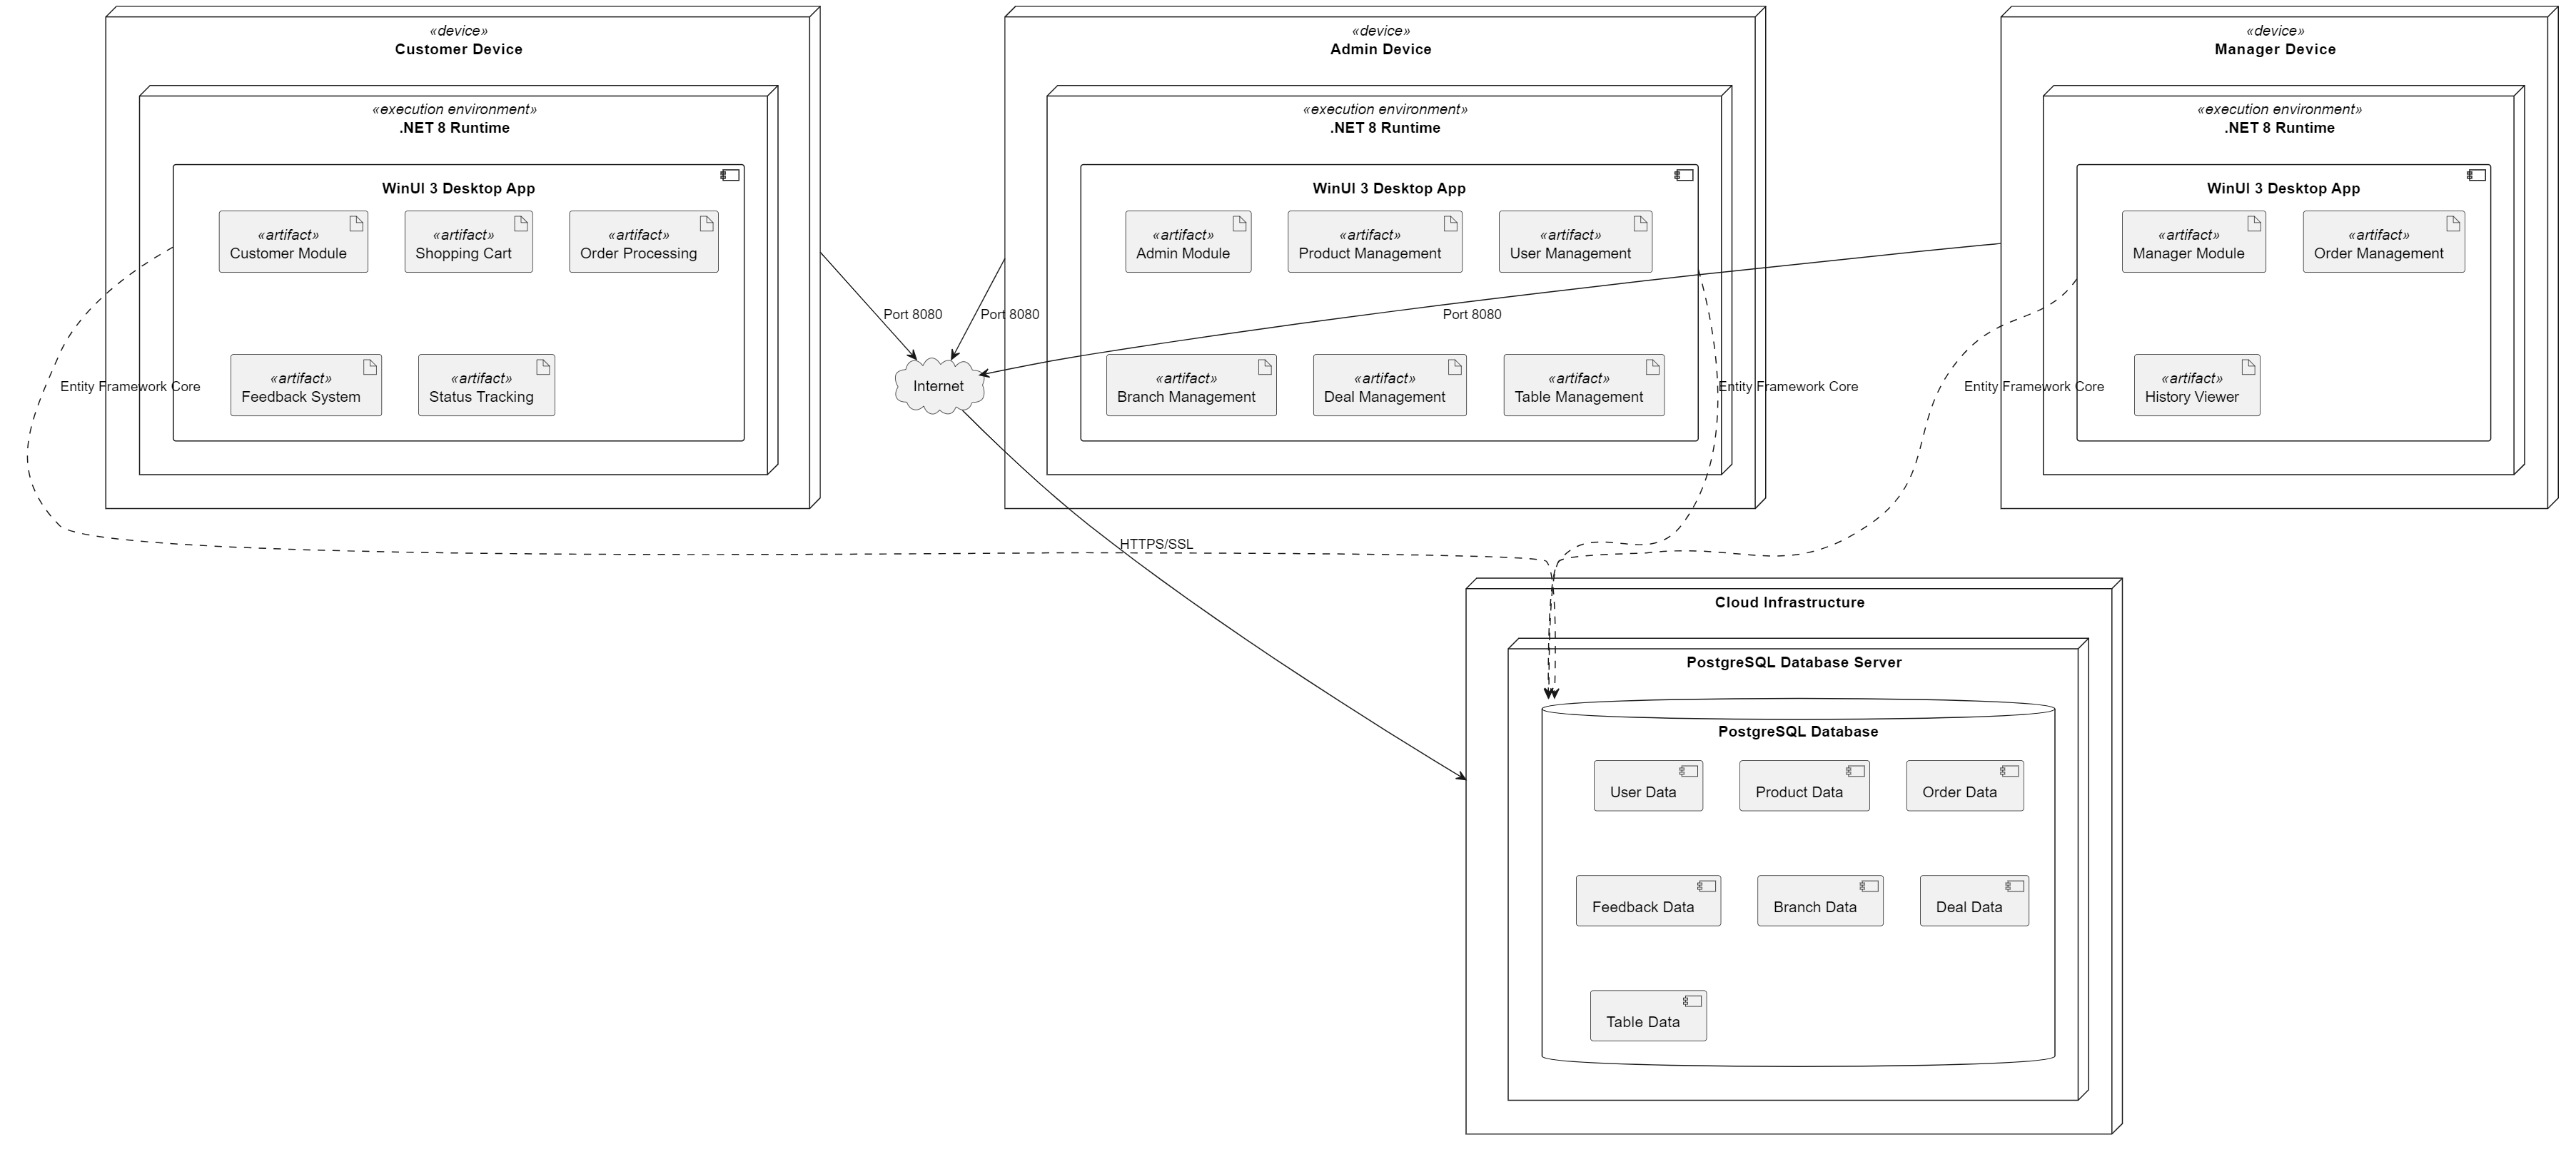 «device»
Customer Device
«execution environment»
.NET 8 Runtime
WinUI 3 Desktop App
«artifact»
Customer Module
«artifact»
Shopping Cart
«artifact»
Order Processing
«artifact»
Feedback System
«artifact»
Status Tracking
«device»
Admin Device
«execution environment»
.NET 8 Runtime
WinUI 3 Desktop App
«artifact»
Admin Module
«artifact»
Product Management
«artifact»
User Management
«artifact»
Branch Management
«artifact»
Deal Management
«artifact»
Table Management
«device»
Manager Device
«execution environment»
.NET 8 Runtime
WinUI 3 Desktop App
«artifact»
Manager Module
«artifact»
Order Management
«artifact»
History Viewer
Port 8080
Port 8080
Port 8080
Internet
Entity Framework Core
Entity Framework Core
Entity Framework Core
HTTPS/SSL
Cloud Infrastructure
PostgreSQL Database Server
PostgreSQL Database
User Data
Product Data
Order Data
Feedback Data
Branch Data
Deal Data
Table Data